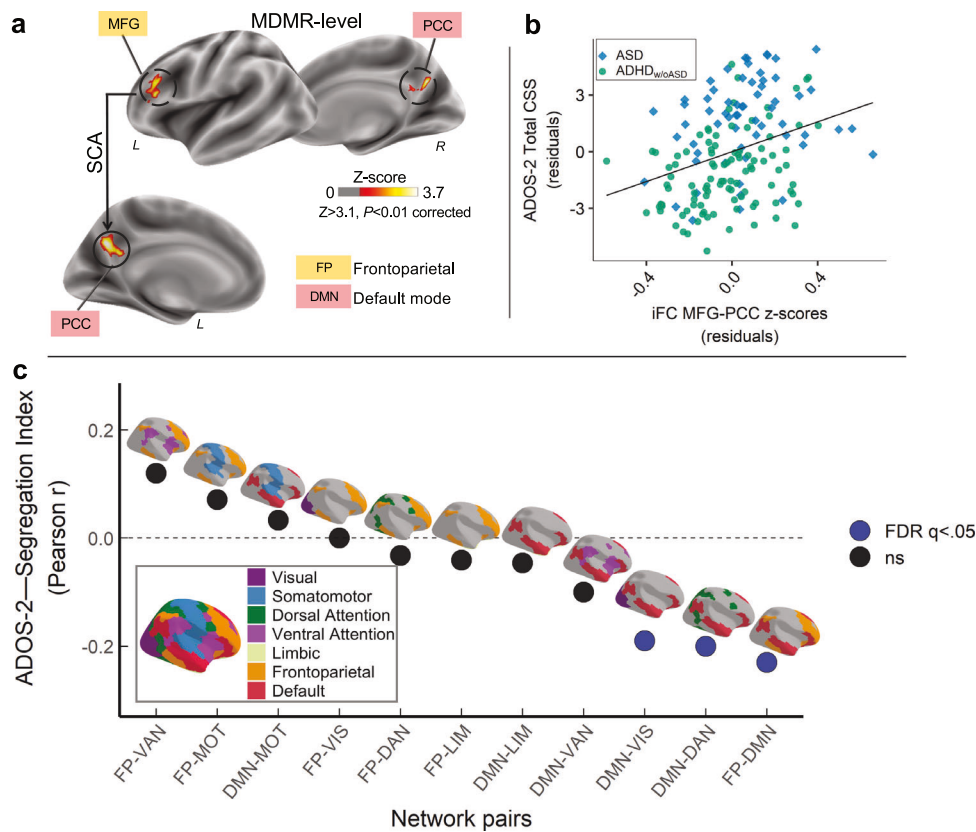 a
MDMR-level
MFG
PCC
SCA
L
R
Z-score
0 3.7
Z>3.1, P<0.01 corrected
FP Frontoparietal
DMN Default mode
PCC
L
b
ASD
ADHDw/oASD
ADOS-2 Total CSS
(residuals)
3
0
-3
-0.4
0.0
0.4
iFC MFG-PCC z-scores
(residuals)
c
ADOS-2—Segregation Index
(Pearson r)
0.2
0.0
-0.2
Visual
Somatomotor
Dorsal Attention
Ventral Attention
Limbic
Frontoparietal
Default
FDR q<.05
ns
FP-VAN
FP-MOT
DMN-MOT
FP-VIS
FP-DAN
FP-LIM
DMN-LIM
DMN-VAN
DMN-VIS
DMN-DAN
FP-DMN
Network pairs